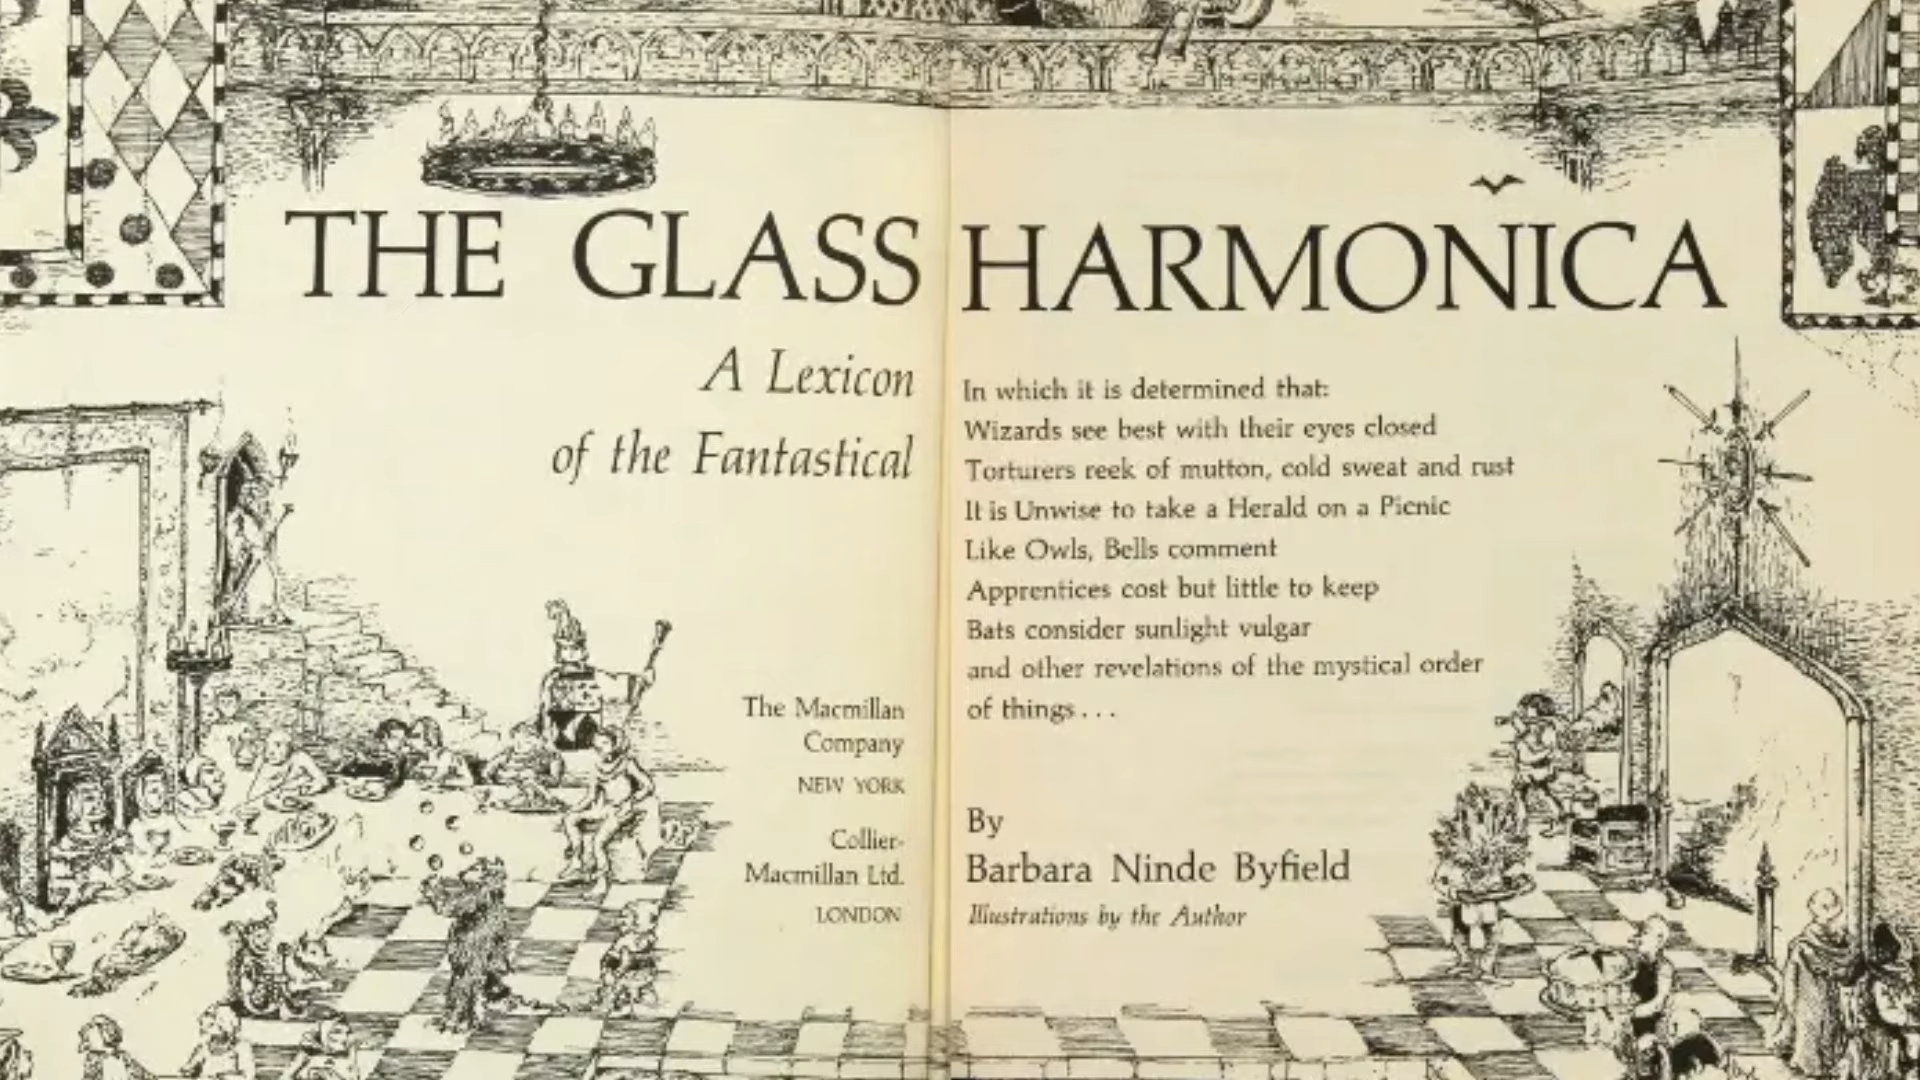 THE GLASS HARMONICA
A Lexicon
of the Fantastical
The Macmillan
Company
NEW YORK
Collier-
Macmillan Ltd.
LONDON
In which it is determined that:
Wizards see best with their eyes closed
Torturers reek of mutton, cold sweat and rust
It is Unwise to take a Herald on a Picnic
Like Owls, Bells comment
Apprentices cost but little to keep
Bats consider sunlight vulgar
and other revelations of the mystical order
of things...
By
Barbara Ninde Byfield
Illustrations by the Author